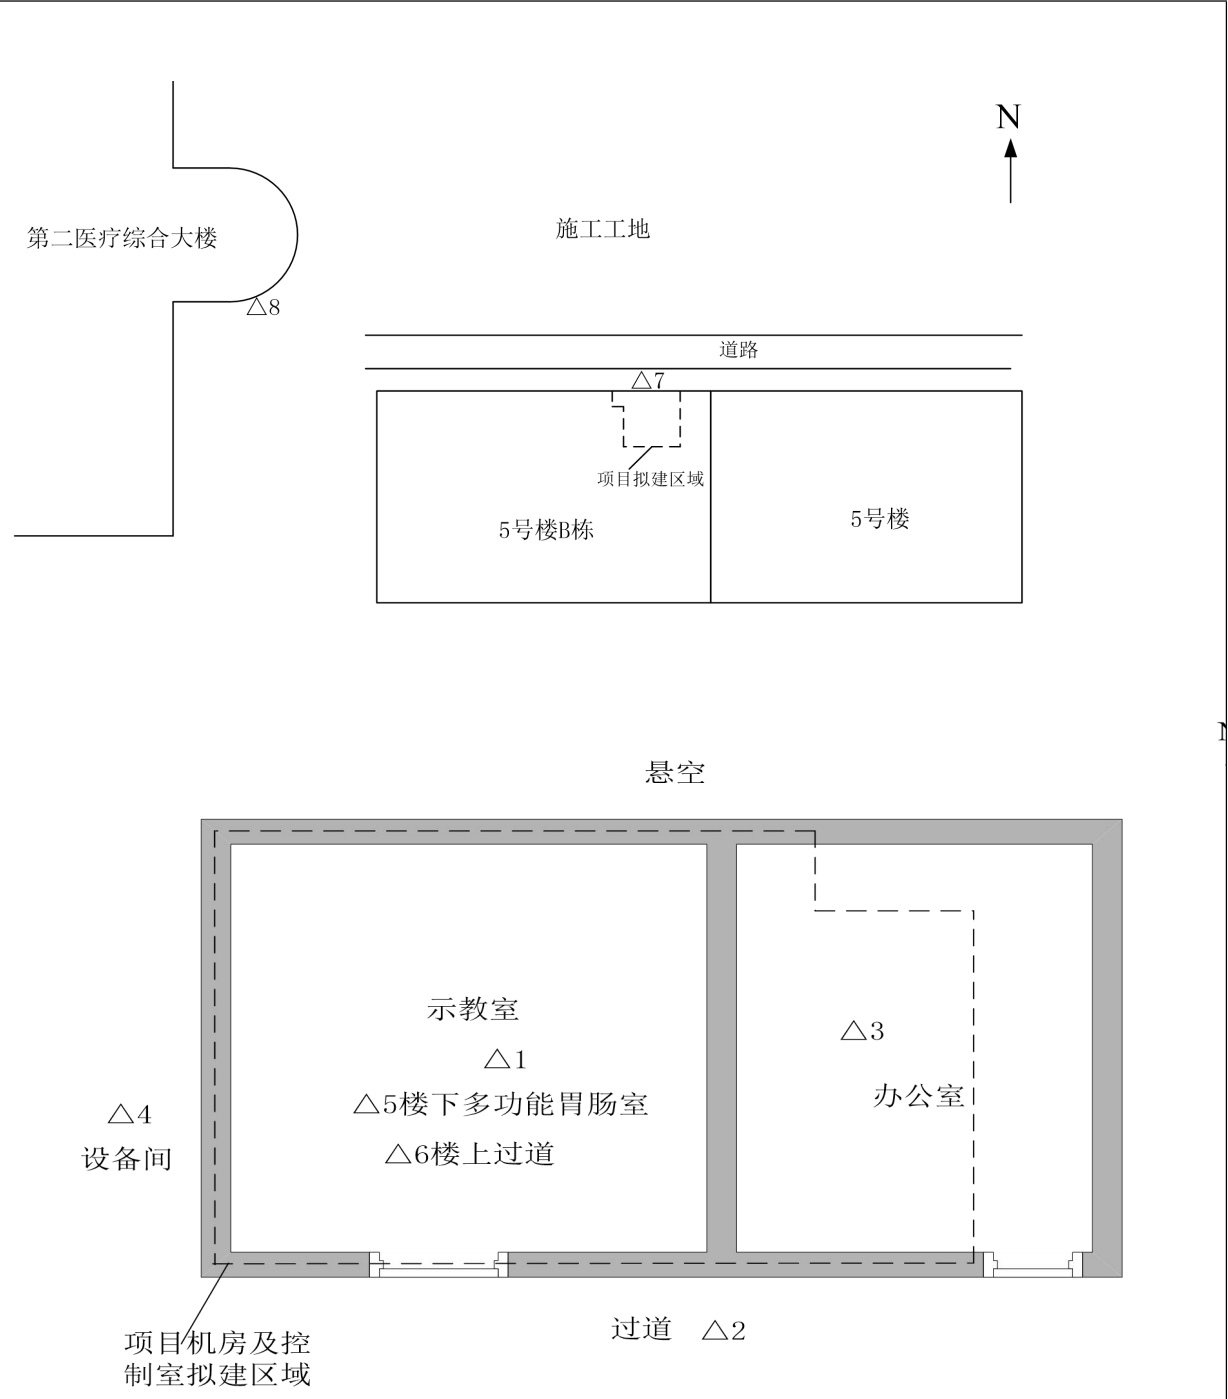 N
施工工地
第二医疗综合大楼
△8
道路
△7
项目拟建区域
5号楼B栋
5号楼
悬空
示教室
△1
△3
△5楼下多功能胃肠室
办公室
△4
△6楼上过道
设备间
过道 △2
项目机房及控
制室拟建区域